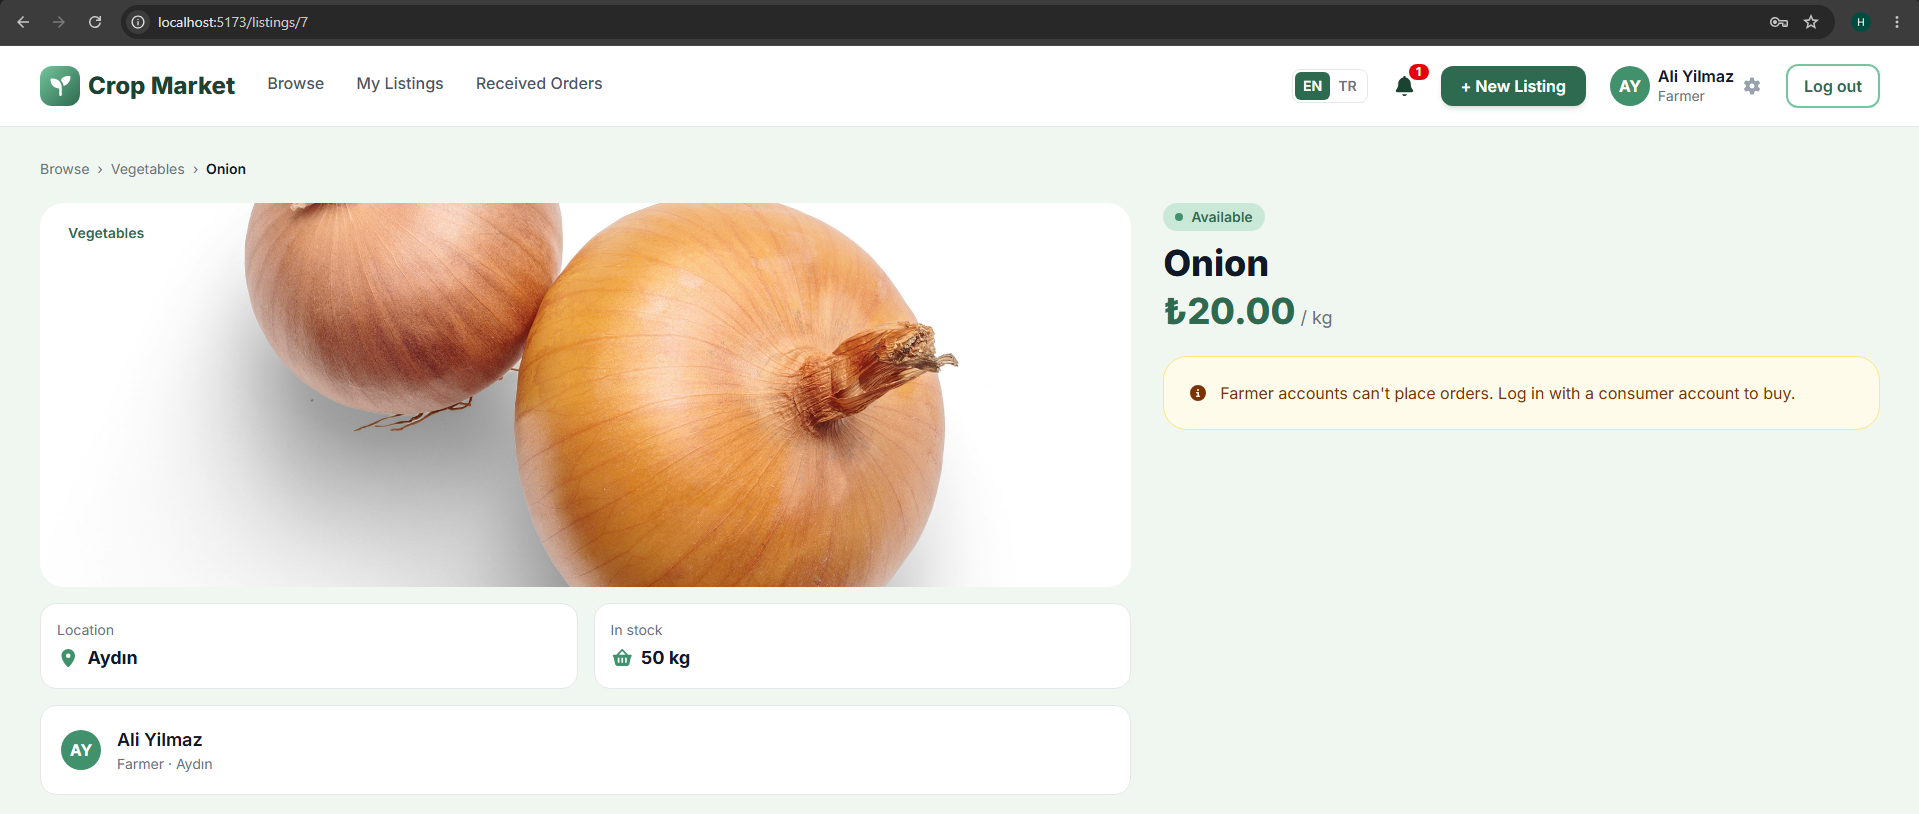 localhost:5173/listings/7
H
Crop Market
Browse
My Listings
Received Orders
EN
TR
1
+ New Listing
AY
Ali Yilmaz
Farmer
Log out
Browse › Vegetables › Onion
Vegetables
Available
Onion
₺20.00 / kg
Farmer accounts can't place orders. Log in with a consumer account to buy.
Location
Aydın
In stock
50 kg
AY
Ali Yilmaz
Farmer · Aydın